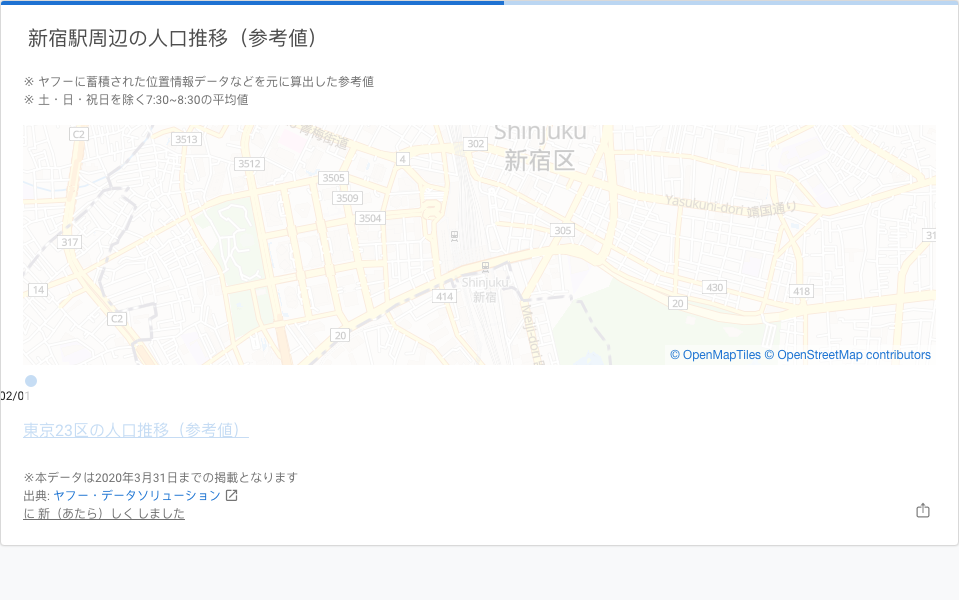 新宿駅周辺の人口推移（参考値）
※ ヤフーに蓄積された位置情報データなどを元に算出した参考値
※ 土・日・祝日を除く7:30~8:30の平均値
C2
3513
青梅街道
302
Shinjuku
新宿区
4
3512
3505
3509
3504
Yasukuni-dori 靖国通り
305
31
317
14
414
Shinjuku
新宿
430
418
20
C2
20
Meiji-dori
© OpenMapTiles © OpenStreetMap contributors
02/01
東京23区の人口推移（参考値）
※本データは2020年3月31日までの掲載となります
出典: ヤフー・データソリューション
に 新（あたら）しく しました